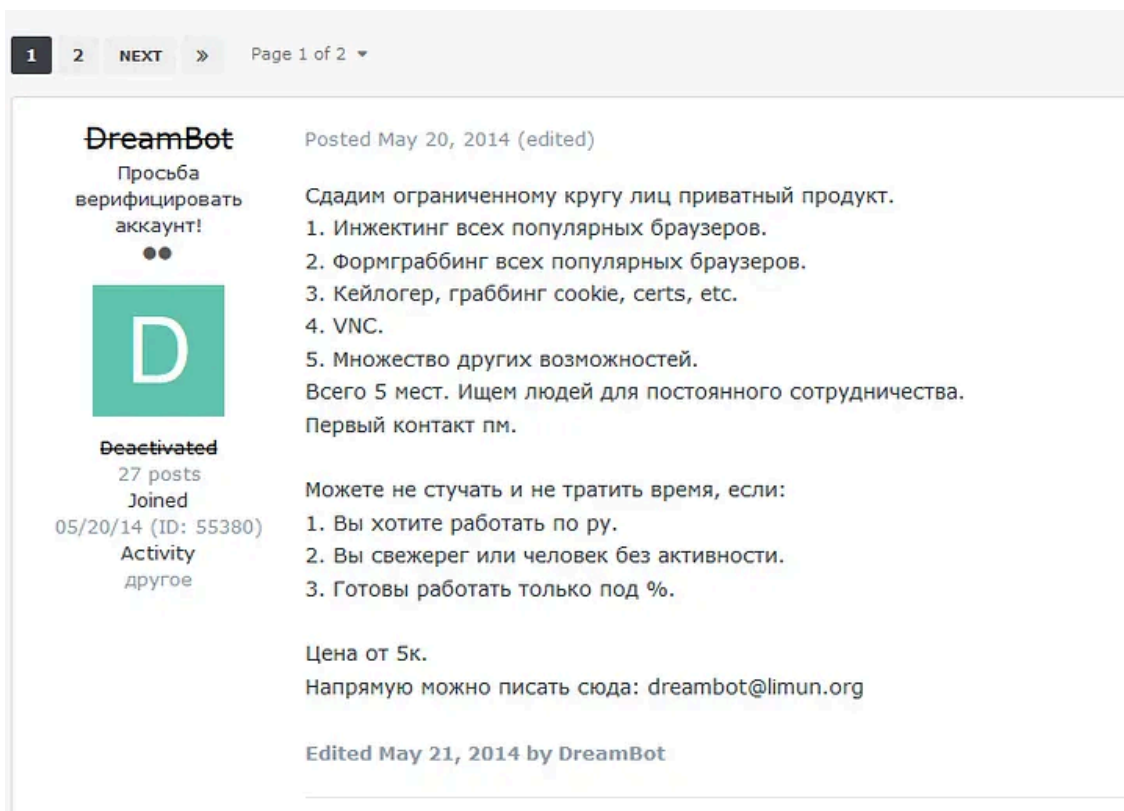 1 2 NEXT » Page 1 of 2
DreamBot
Просьба
верифицировать
аккаунт!
D
Deactivated
27 posts
Joined
05/20/14 (ID: 55380)
Activity
другое
Posted May 20, 2014 (edited)
Сдадим ограниченному кругу лиц приватный продукт.
1. Инжектинг всех популярных браузеров.
2. Формграббинг всех популярных браузеров.
3. Кейлогер, граббинг cookie, certs, etc.
4. VNC.
5. Множество других возможностей.
Всего 5 мест. Ищем людей для постоянного сотрудничества.
Первый контакт пм.
Можете не стучать и не тратить время, если:
1. Вы хотите работать по ру.
2. Вы свежерег или человек без активности.
3. Готовы работать только под %.
Цена от 5к.
Напрямую можно писать сюда: dreambot@limun.org
Edited May 21, 2014 by DreamBot